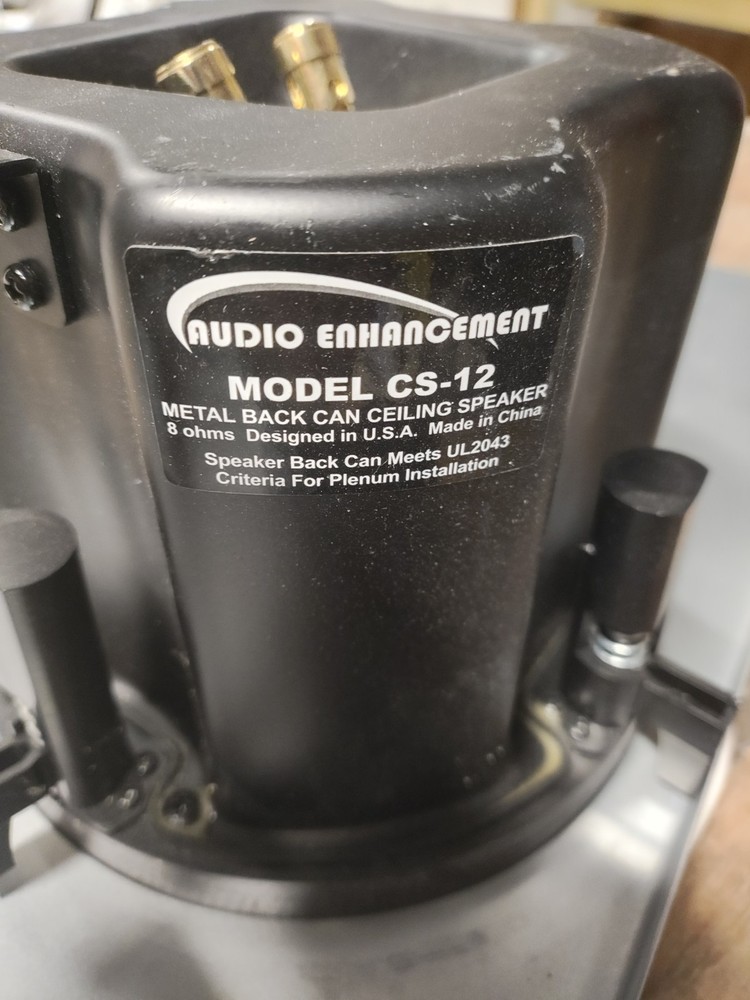 AUDIO ENHANCEMENT
MODEL CS-12
METAL BACK CAN CEILING SPEAKER
8 ohms Designed in U.S.A. Made in China
Speaker Back Can Meets UL2043
Criteria For Plenum Installation